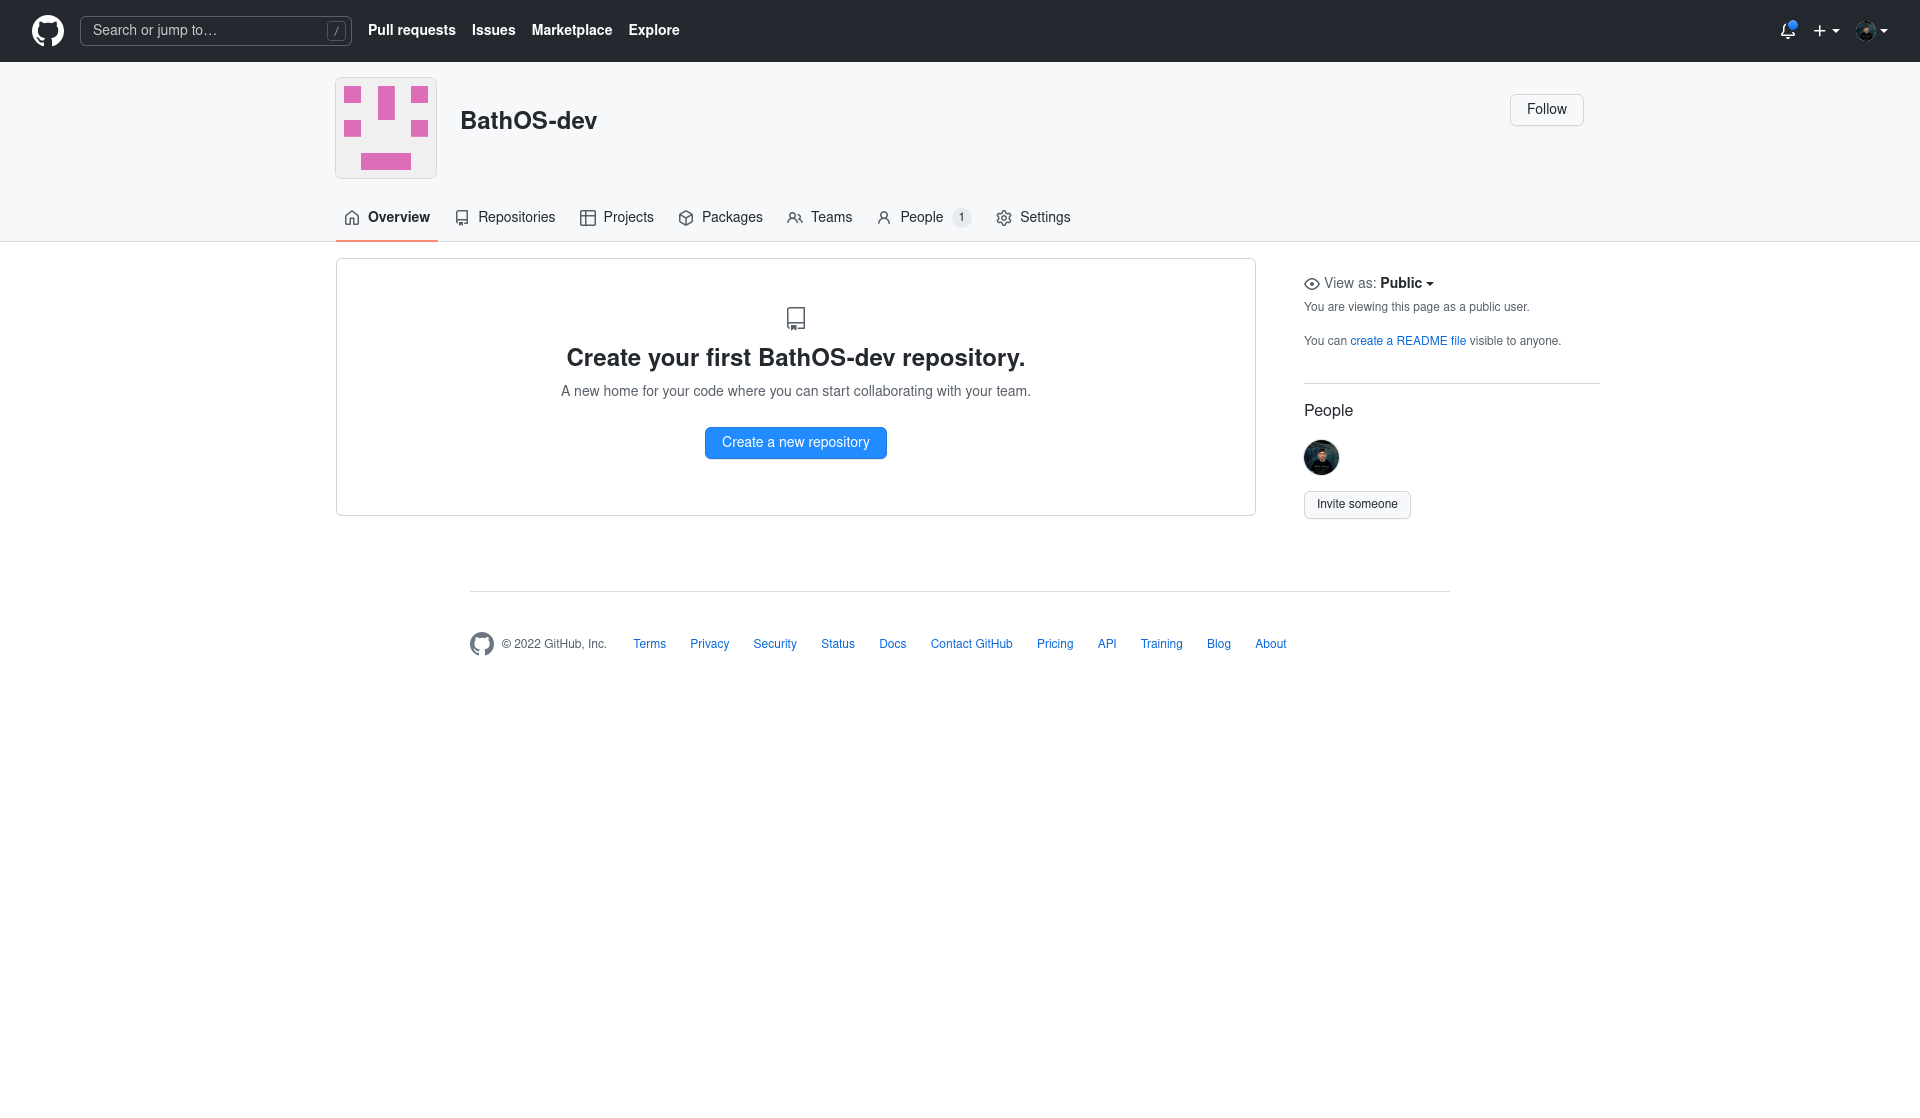 Search or jump to… /
Pull requests Issues Marketplace Explore
BathOS-dev
Follow
Overview Repositories Projects Packages Teams People 1 Settings
Create your first BathOS-dev repository.
A new home for your code where you can start collaborating with your team.
Create a new repository
View as: Public
You are viewing this page as a public user.
You can create a README file visible to anyone.
People
Invite someone
© 2022 GitHub, Inc. Terms Privacy Security Status Docs Contact GitHub Pricing API Training Blog About